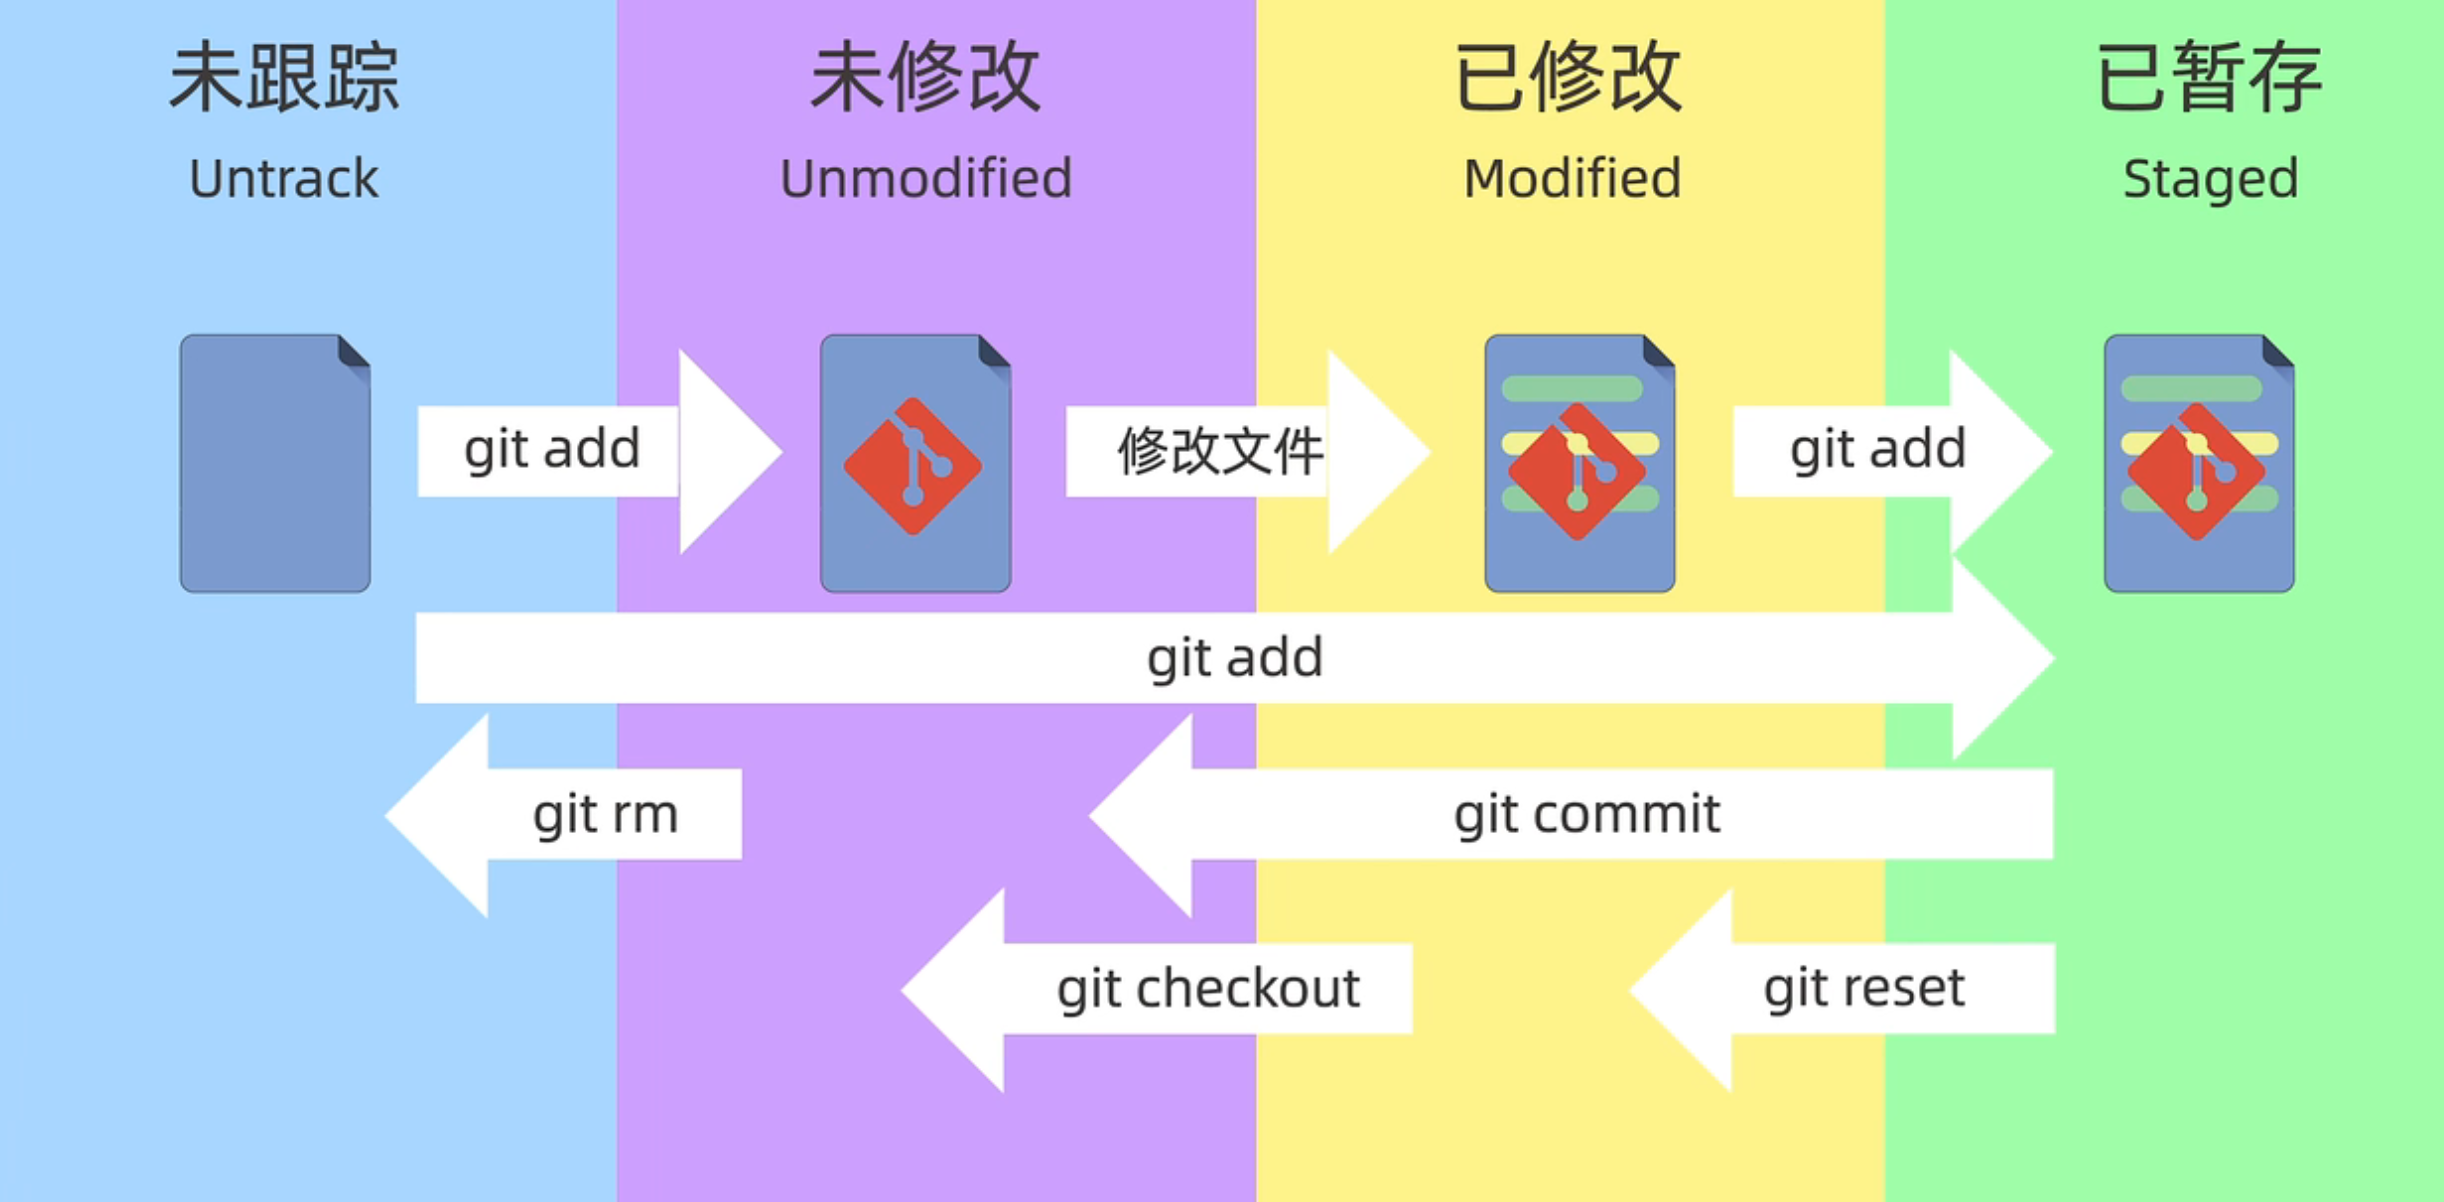 未跟踪
Untrack
未修改
Unmodified
已修改
Modified
已暂存
Staged
git add
修改文件
git add
git add
git rm
git commit
git checkout
git reset